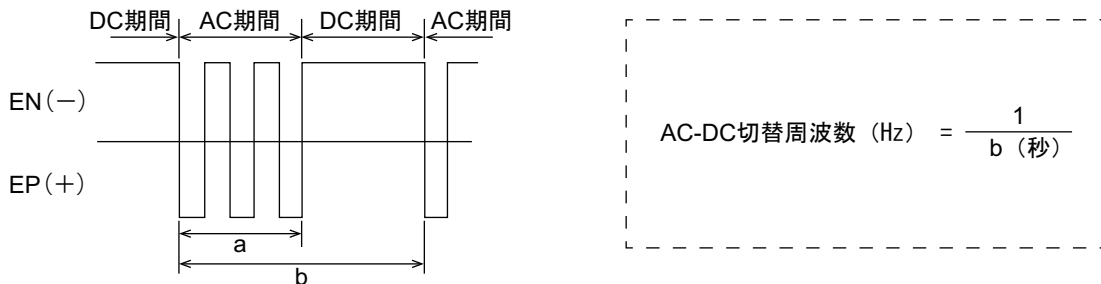 DC期間 AC期間 DC期間 AC期間
EN(－)
EP(＋)
a
b
AC-DC切替周波数（Hz） = 1 / b（秒）